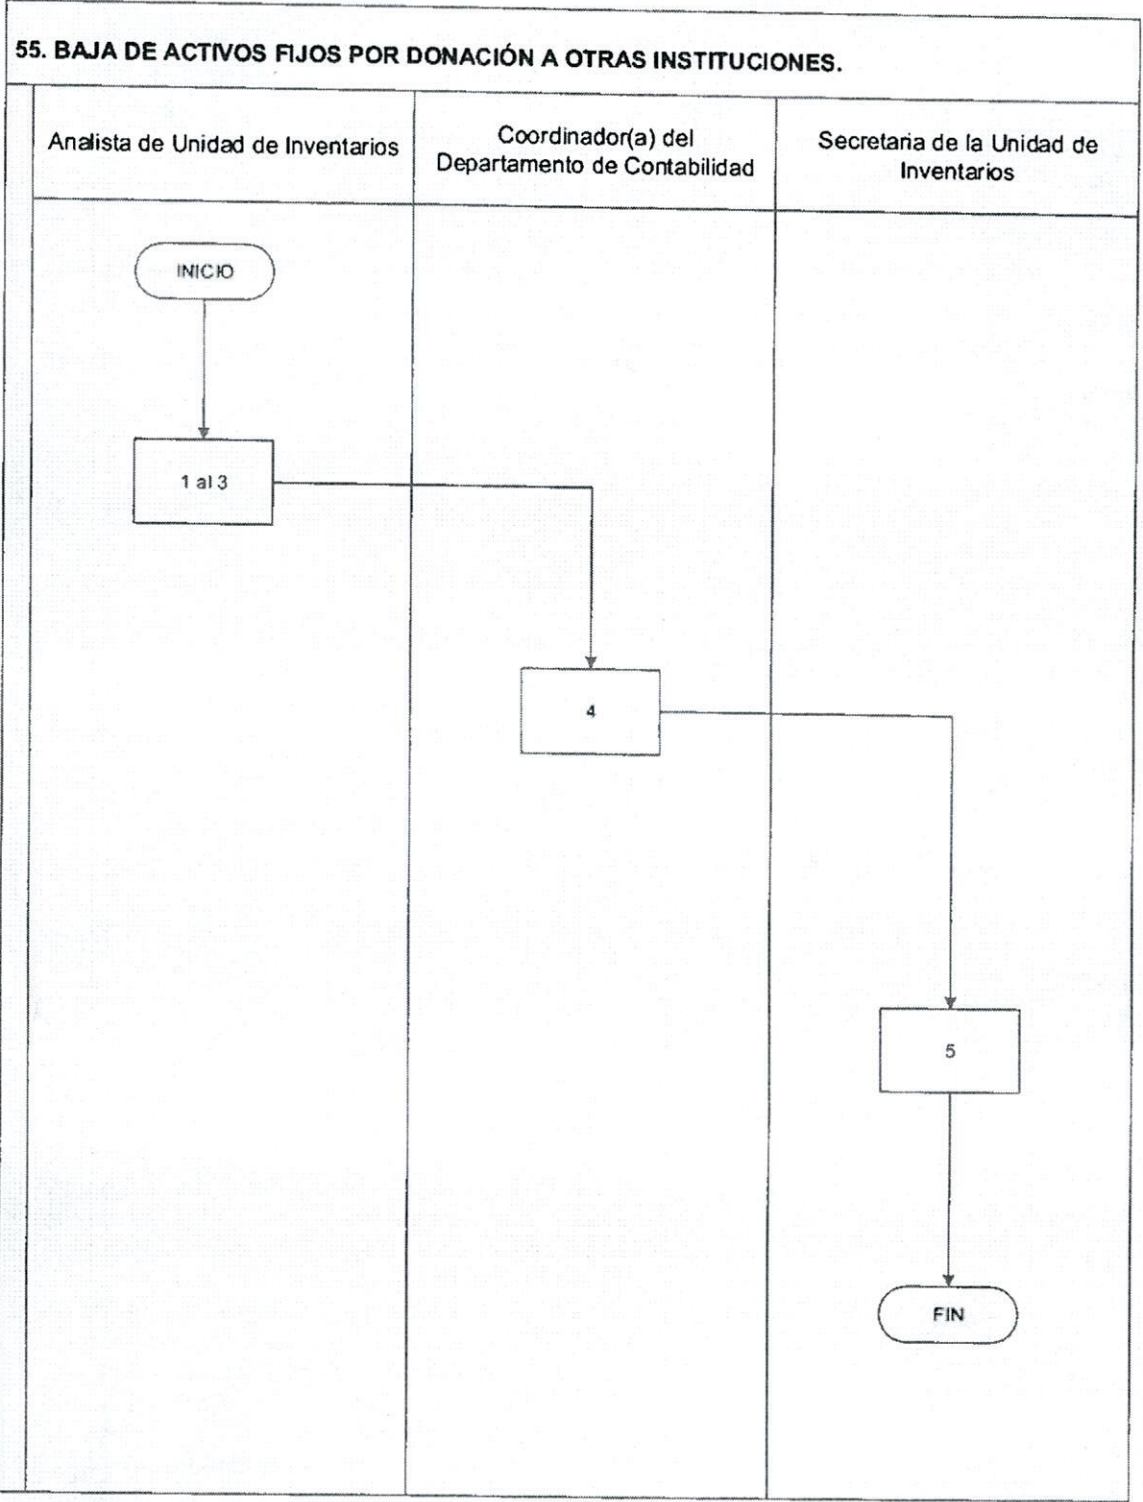 55. BAJA DE ACTIVOS FIJOS POR DONACIÓN A OTRAS INSTITUCIONES.
Analista de Unidad de Inventarios
Coordinador(a) del
Departamento de Contabilidad
Secretaria de la Unidad de
Inventarios
INICIO
1 al 3
4
5
FIN